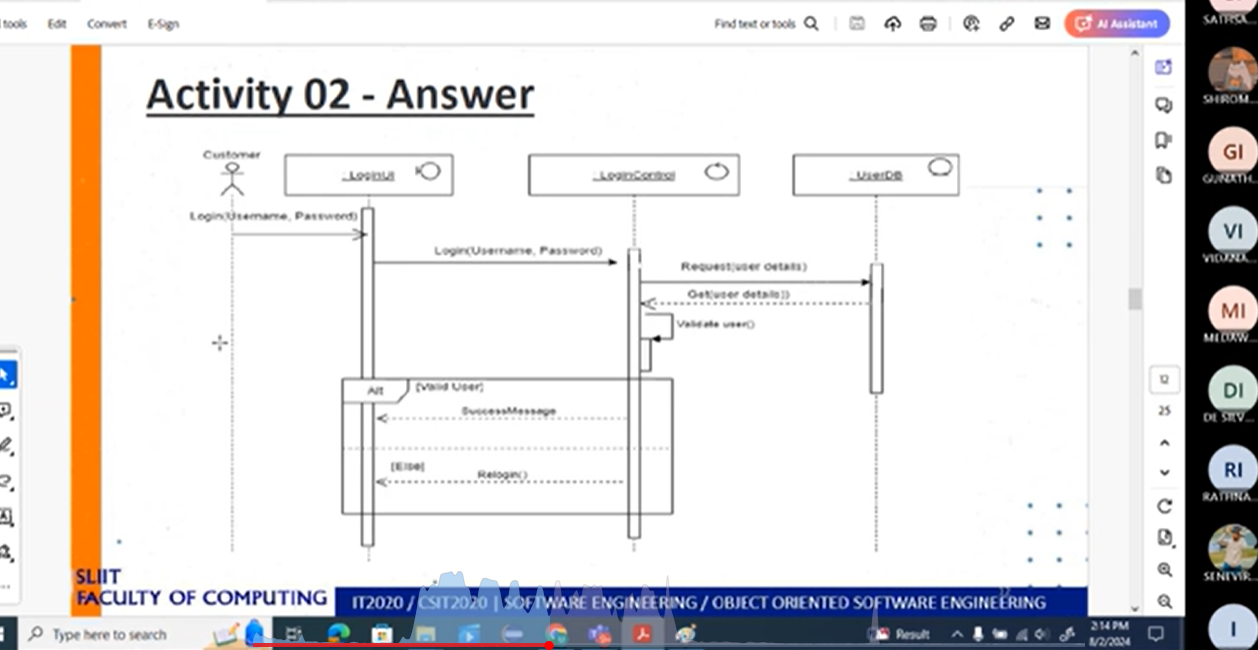 tools Edit Convert E-Sign Find text or tools AI Assistant
Activity 02 - Answer
Customer
: LoginUI : LoginControl : UserDB
Login(Username, Password)
Login(Username, Password)
Request(user details)
Get(user details))
Validate user()
Alt [Valid User]
SuccessMessage
[Else]
Relogin()
12
25
SLIIT
FACULTY OF COMPUTING
IT2020 / CSIT2020 | SOFTWARE ENGINEERING / OBJECT ORIENTED SOFTWARE ENGINEERING
Type here to search
Result
2:14 PM
8/2/2024
SHIROM...
GI
GUNATH...
VI
VIDANA...
MI
MEDAW...
DI
DE SILV...
RI
RATHNA...
SENEVIR...
I